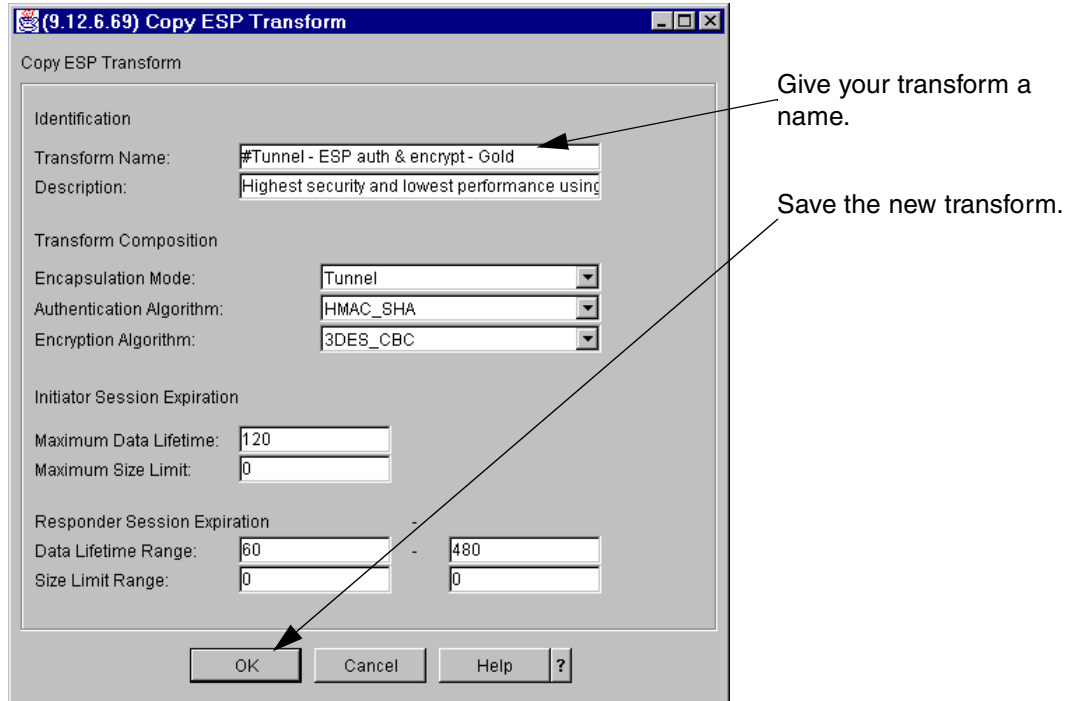 (9.12.6.69) Copy ESP Transform
Copy ESP Transform
Give your transform a
name.
Identification
Transform Name: #Tunnel - ESP auth & encrypt - Gold
Description: Highest security and lowest performance using
Save the new transform.
Transform Composition
Encapsulation Mode: Tunnel
Authentication Algorithm: HMAC_SHA
Encryption Algorithm: 3DES_CBC
Initiator Session Expiration
Maximum Data Lifetime: 120
Maximum Size Limit: 0
Responder Session Expiration -
Data Lifetime Range: 60 - 480
Size Limit Range: 0 0
OK Cancel Help ?